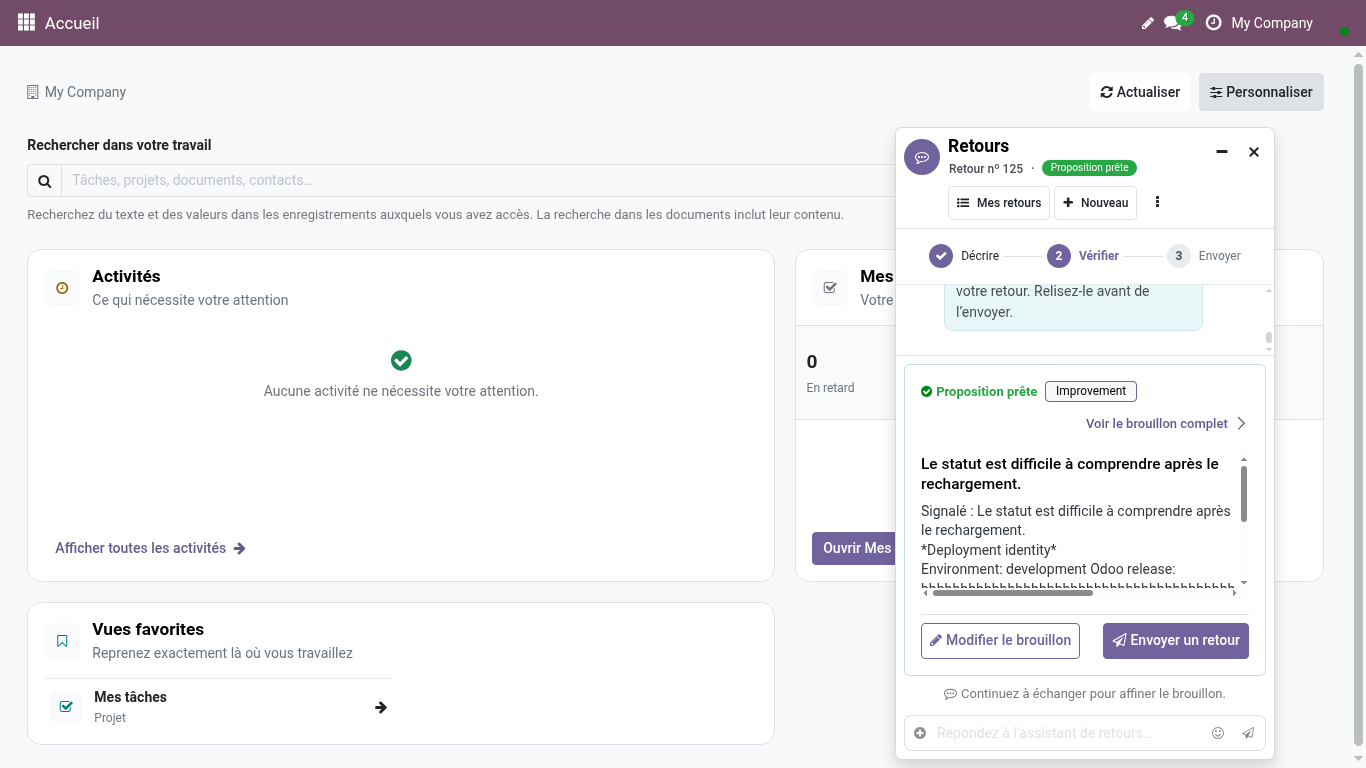 Accueil
4
My Company
My Company
Actualiser
Personnaliser
Rechercher dans votre travail
Tâches, projets, documents, contacts…
Recherchez du texte et des valeurs dans les enregistrements auxquels vous avez accès. La recherche dans les documents inclut leur contenu.
Activités
Ce qui nécessite votre attention
Aucune activité ne nécessite votre attention.
Afficher toutes les activités
Mes
Votre
0
En retard
Ouvrir Mes
Vues favorites
Reprenez exactement là où vous travaillez
Mes tâches
Projet
Retours
Retour nº 125 · Proposition prête
Mes retours
Nouveau
Décrire
2 Vérifier
3 Envoyer
votre retour. Relisez-le avant de
l’envoyer.
Proposition prête
Improvement
Voir le brouillon complet
Le statut est difficile à comprendre après le
rechargement.
Signalé : Le statut est difficile à comprendre après
le rechargement.
*Deployment identity*
Environment: development Odoo release:
Modifier le brouillon
Envoyer un retour
Continuez à échanger pour affiner le brouillon.
Répondez à l’assistant de retours…